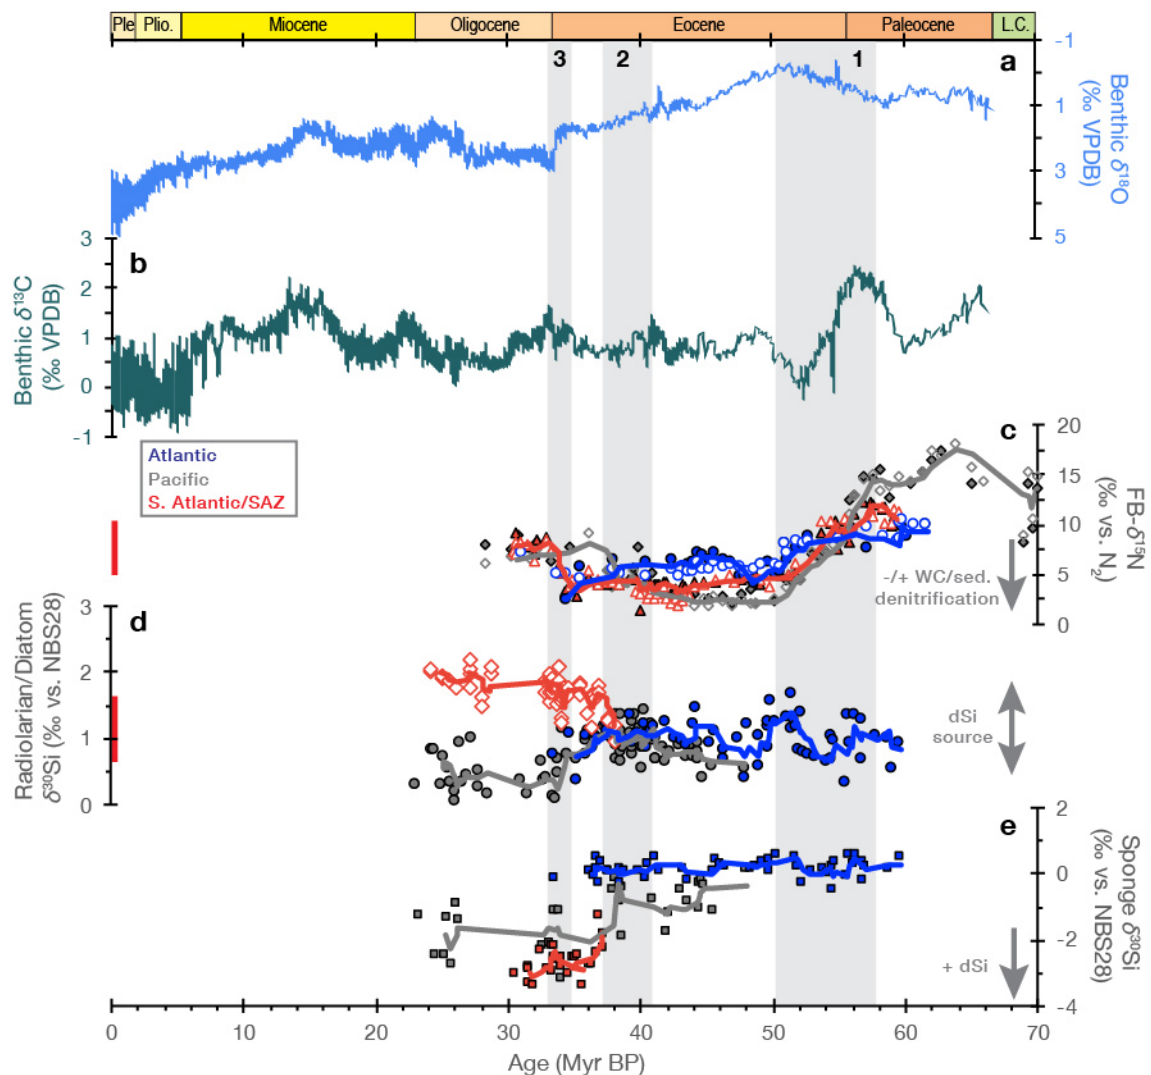 Ple Plio. Miocene Oligocene Eocene Paleocene L.C.
3 2 1 a
-1
1
3
5
Benthic δ18O
(‰ VPDB)
b
3
2
1
0
-1
Benthic δ13C
(‰ VPDB)
Atlantic
Pacific
S. Atlantic/SAZ
c
20
15
10
5
0
FB-δ15N
(‰ vs. N2)
-/+ WC/sed.
denitrification
d
3
2
1
0
Radiolarian/Diatom
δ30Si (‰ vs. NBS28)
dSi
source
e
2
0
-2
-4
Sponge δ30Si
(‰ vs. NBS28)
+ dSi
0 10 20 30 40 50 60 70
Age (Myr BP)